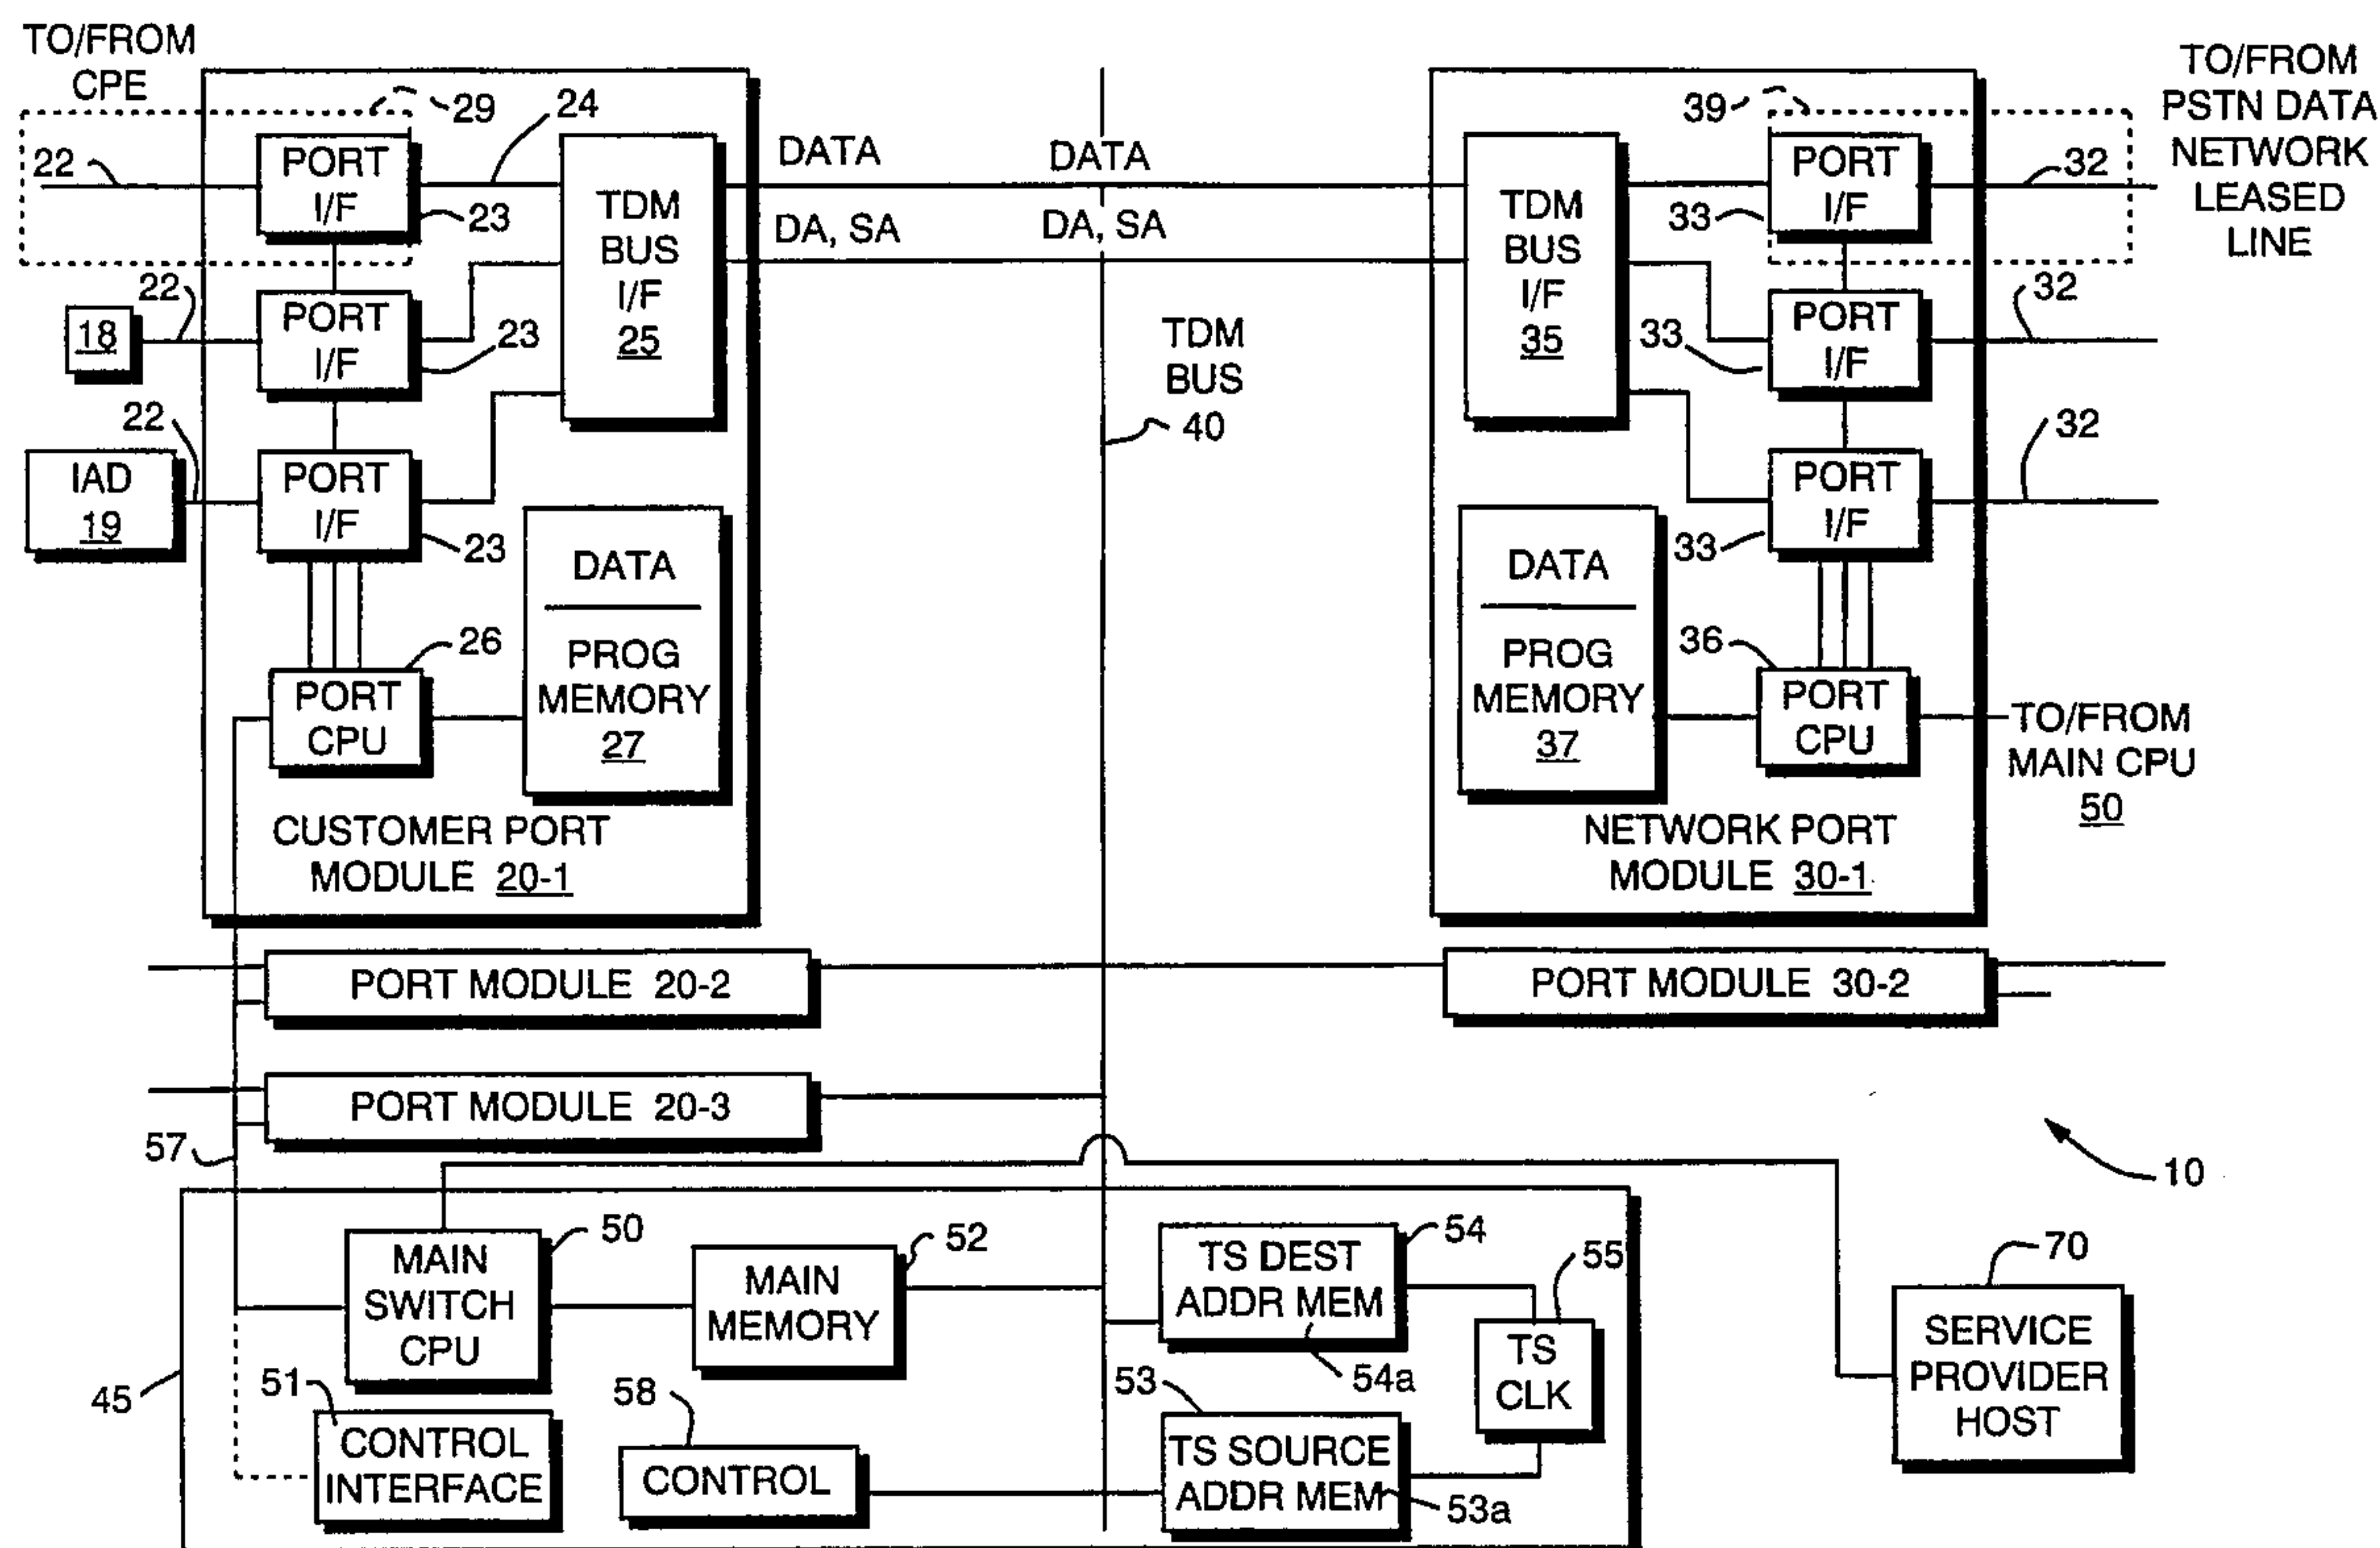 TO/FROM
CPE
29
24
22
PORT
I/F
23
TDM
BUS
I/F
25
DATA
DA, SA
DATA
DA, SA
TDM
BUS
40
TDM
BUS
I/F
35
39
PORT
I/F
33
32
TO/FROM
PSTN DATA
NETWORK
LEASED
LINE
22
18
PORT
I/F
23
33
PORT
I/F
32
22
IAD
19
PORT
I/F
23
33
PORT
I/F
32
DATA
PROG
MEMORY
27
26
PORT
CPU
CUSTOMER PORT
MODULE 20-1
DATA
PROG
MEMORY
37
36
PORT
CPU
TO/FROM
MAIN CPU
50
NETWORK PORT
MODULE 30-1
PORT MODULE 20-2
PORT MODULE 30-2
PORT MODULE 20-3
57
10
45
MAIN
SWITCH
CPU
50
MAIN
MEMORY
52
TS DEST
ADDR MEM
54
54a
55
TS
CLK
70
SERVICE
PROVIDER
HOST
51
CONTROL
INTERFACE
58
CONTROL
53
TS SOURCE
ADDR MEM
53a